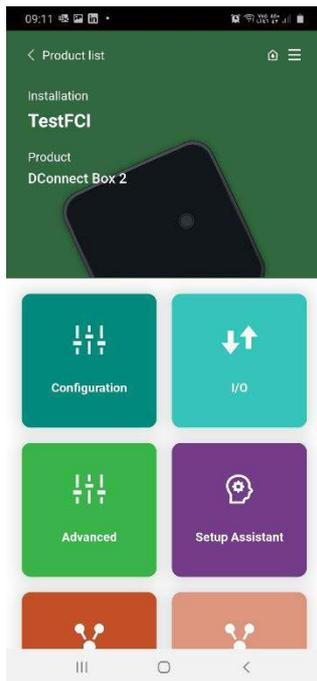 09:11
Product list
Installation
TestFCI
Product
DConnect Box 2
Configuration
I/O
Advanced
Setup Assistant